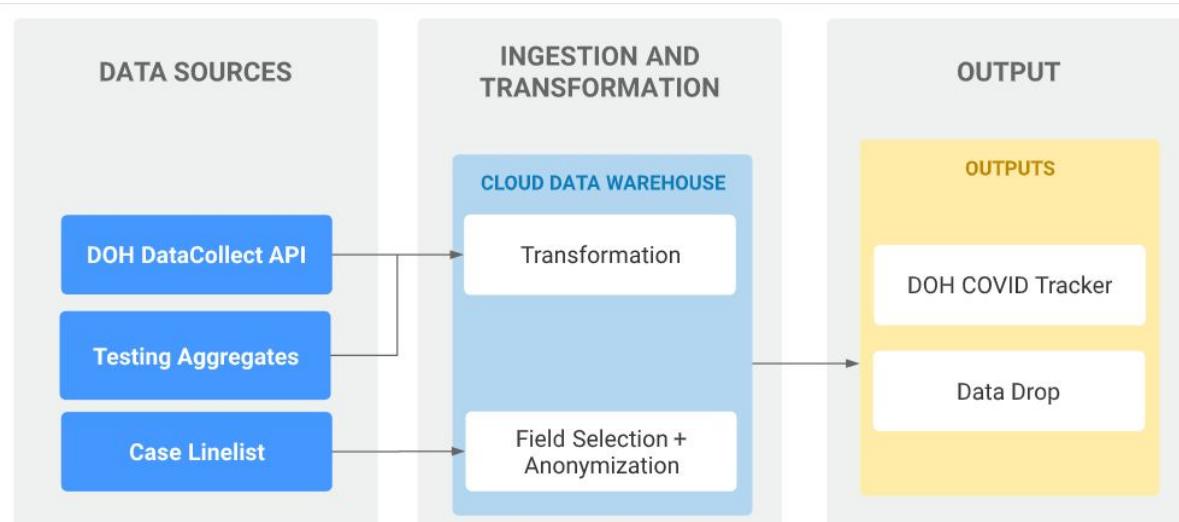 DATA SOURCES
DOH DataCollect API
Testing Aggregates
Case Linelist
INGESTION AND
TRANSFORMATION
CLOUD DATA WAREHOUSE
Transformation
Field Selection +
Anonymization
OUTPUT
OUTPUTS
DOH COVID Tracker
Data Drop